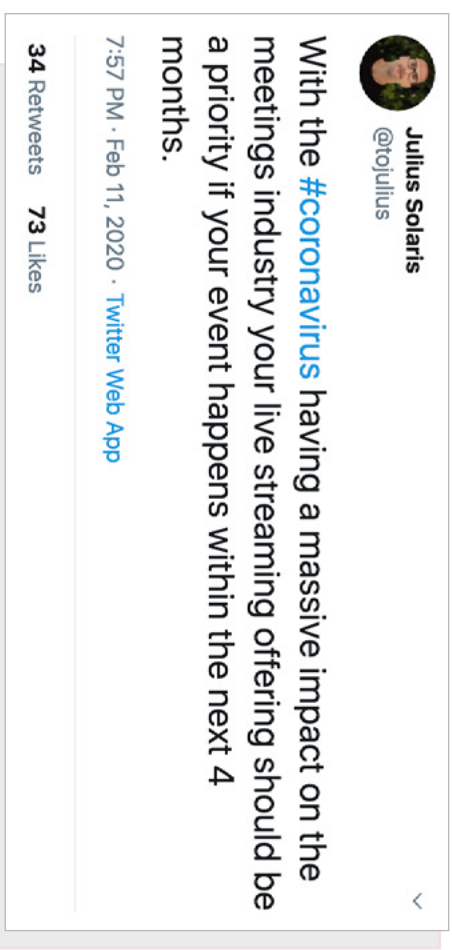 Julius Solaris
@tojulius
With the #coronavirus having a massive impact on the
meetings industry your live streaming offering should be
a priority if your event happens within the next 4
months.
7:57 PM · Feb 11, 2020 · Twitter Web App
34 Retweets 73 Likes